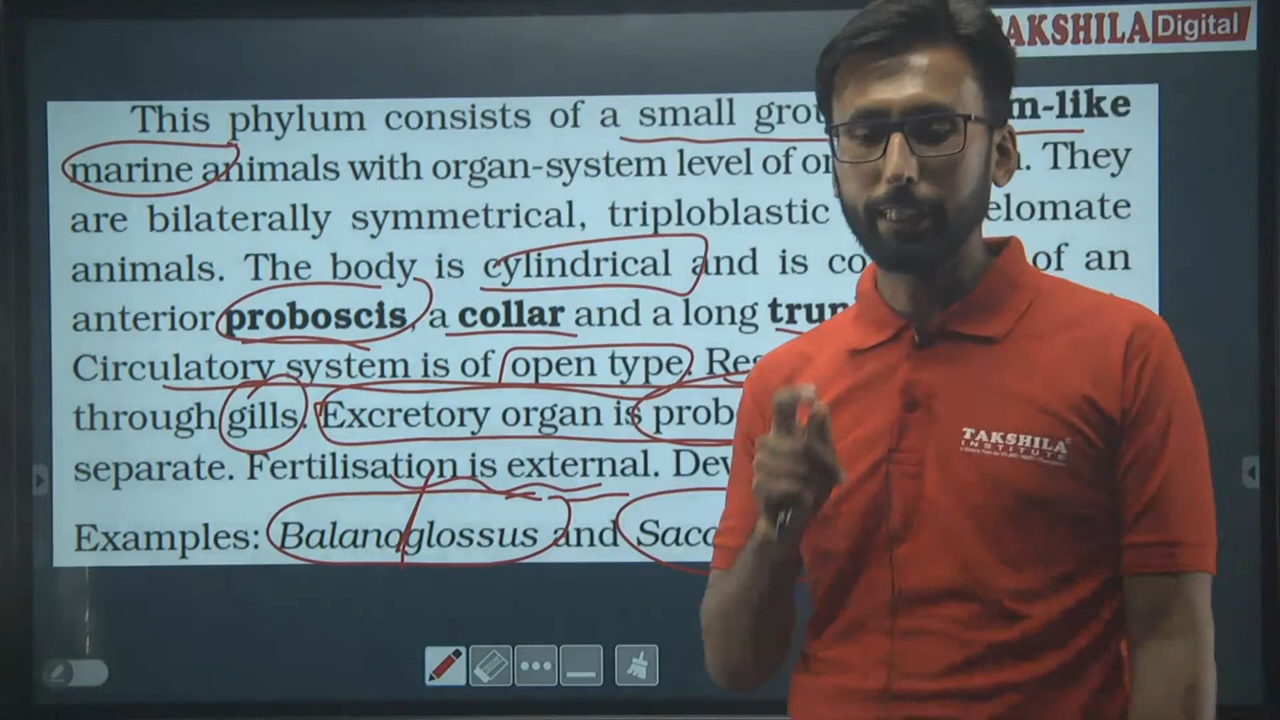 TAKSHILA Digital
This phylum consists of a small grou m-like
marine animals with organ-system level of or n. They
are bilaterally symmetrical, triploblastic elomate
animals. The body is cylindrical and is co of an
anterior proboscis, a collar and a long trun
Circulatory system is of open type. Res
through gills. Excretory organ is prob
separate. Fertilisation is external. Dev
Examples: Balanoglossus and Sacc
TAKSHILA
INSTITUTE